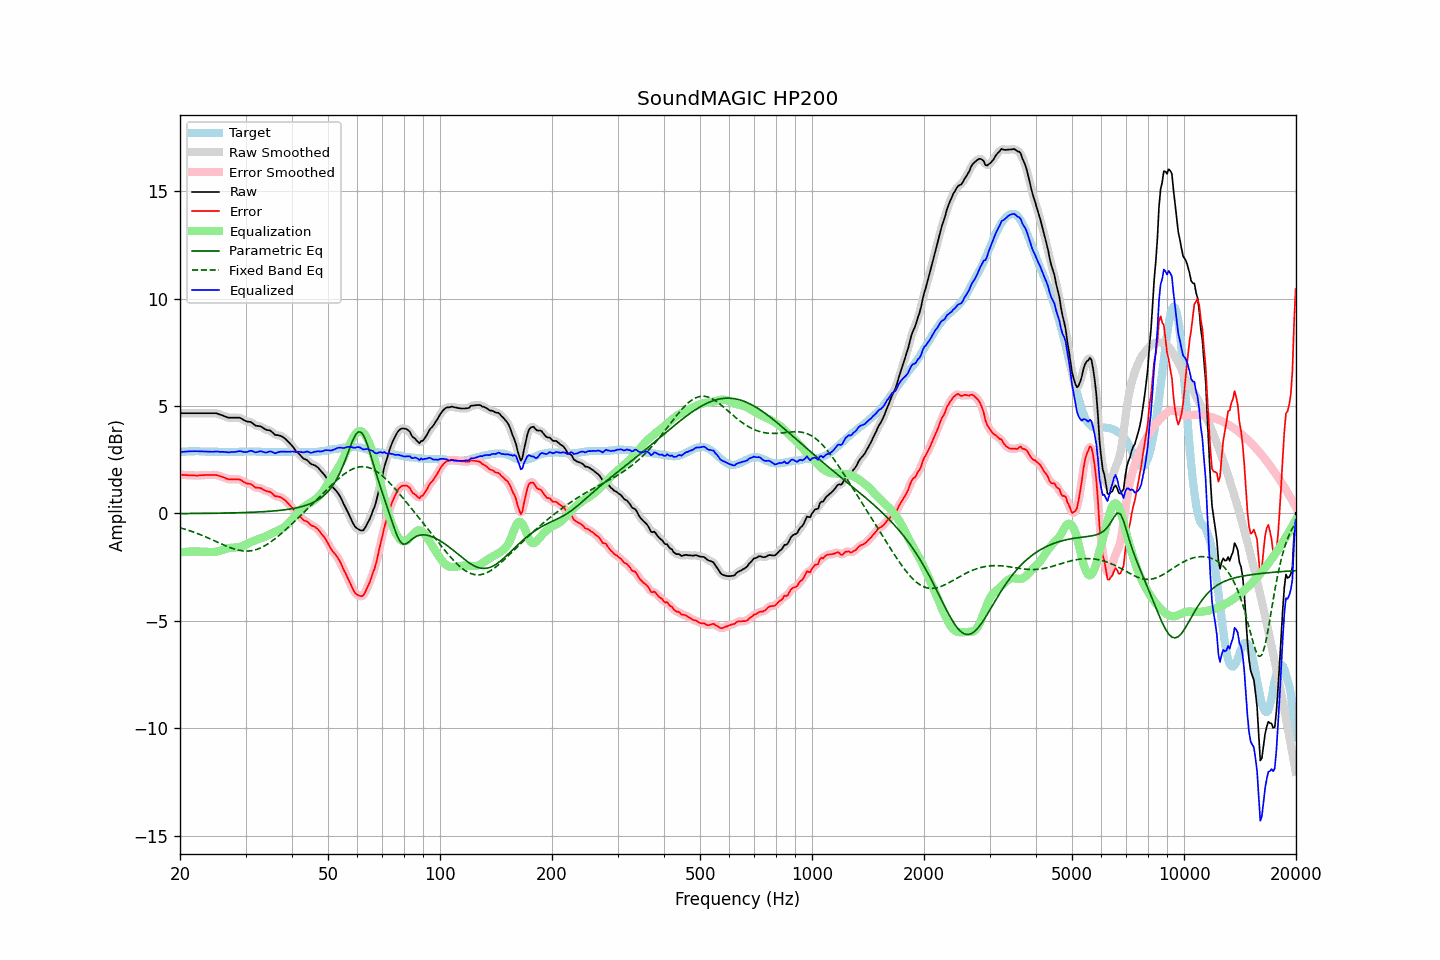 SoundMAGIC HP200
Target
Raw Smoothed
Error Smoothed
Raw
Error
Equalization
Parametric Eq
Fixed Band Eq
Equalized
Amplitude (dBr)
15
10
5
0
−5
−10
−15
20
50
100
200
500
1000
2000
5000
10000
20000
Frequency (Hz)